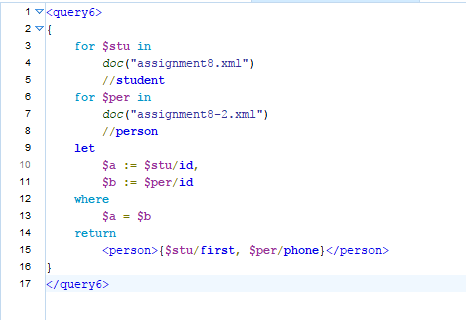 1 <query6>
2 {
3 for $stu in
4 doc("assignment8.xml")
5 //student
6 for $per in
7 doc("assignment8-2.xml")
8 //person
9 let
10 $a := $stu/id,
11 $b := $per/id
12 where
13 $a = $b
14 return
15 <person>{$stu/first, $per/phone}</person>
16 }
17 </query6>